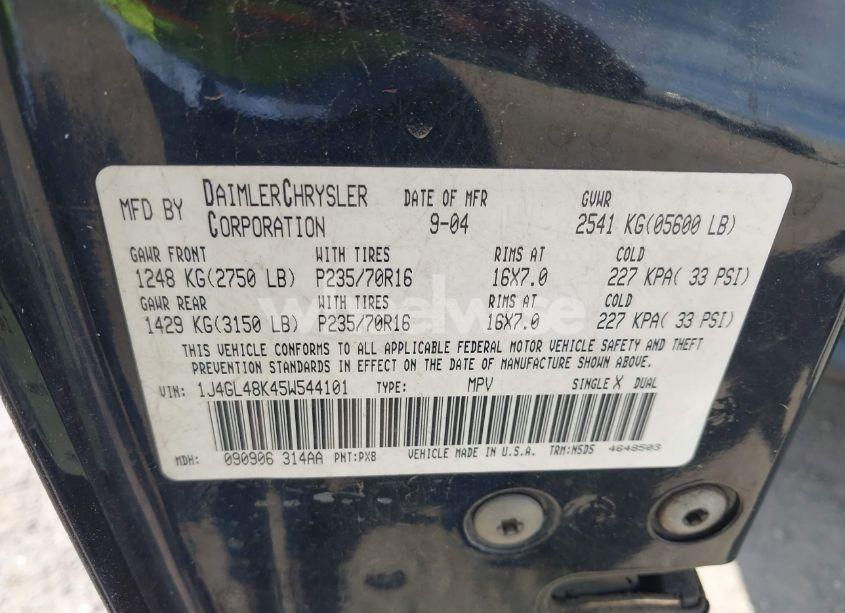 MFD BY DAIMLERCHRYSLER CORPORATION DATE OF MFR 9-04 GVWR 2541 KG(05600 LB)
GAWR FRONT WITH TIRES RIMS AT COLD
1248 KG(2750 LB) P235/70R16 16X7.0 227 KPA( 33 PSI)
GAWR REAR WITH TIRES RIMS AT COLD
1429 KG(3150 LB) P235/70R16 16X7.0 227 KPA( 33 PSI)
THIS VEHICLE CONFORMS TO ALL APPLICABLE FEDERAL MOTOR VEHICLE SAFETY AND THEFT
PREVENTION STANDARDS IN EFFECT ON THE DATE OF MANUFACTURE SHOWN ABOVE.
VIN: 1J4GL48K45W544101 TYPE: MPV SINGLE X DUAL
MDH: 090906 314AA PNT:PX8 VEHICLE MADE IN U.S.A. TRM:N5D5 4648503